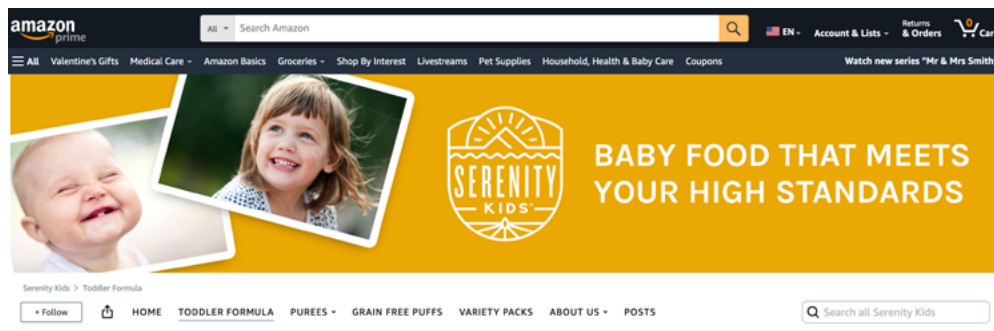 amazon
prime
All
Search Amazon
EN
Account & Lists
Returns
& Orders
0
Car
All
Valentine's Gifts
Medical Care
Amazon Basics
Groceries
Shop By Interest
Livestreams
Pet Supplies
Household, Health & Baby Care
Coupons
Watch new series "Mr & Mrs Smith
SERENITY
KIDS
BABY FOOD THAT MEETS
YOUR HIGH STANDARDS
Serenity Kids > Toddler Formula
+ Follow
HOME
TODDLER FORMULA
PUREES
GRAIN FREE PUFFS
VARIETY PACKS
ABOUT US
POSTS
Search all Serenity Kids